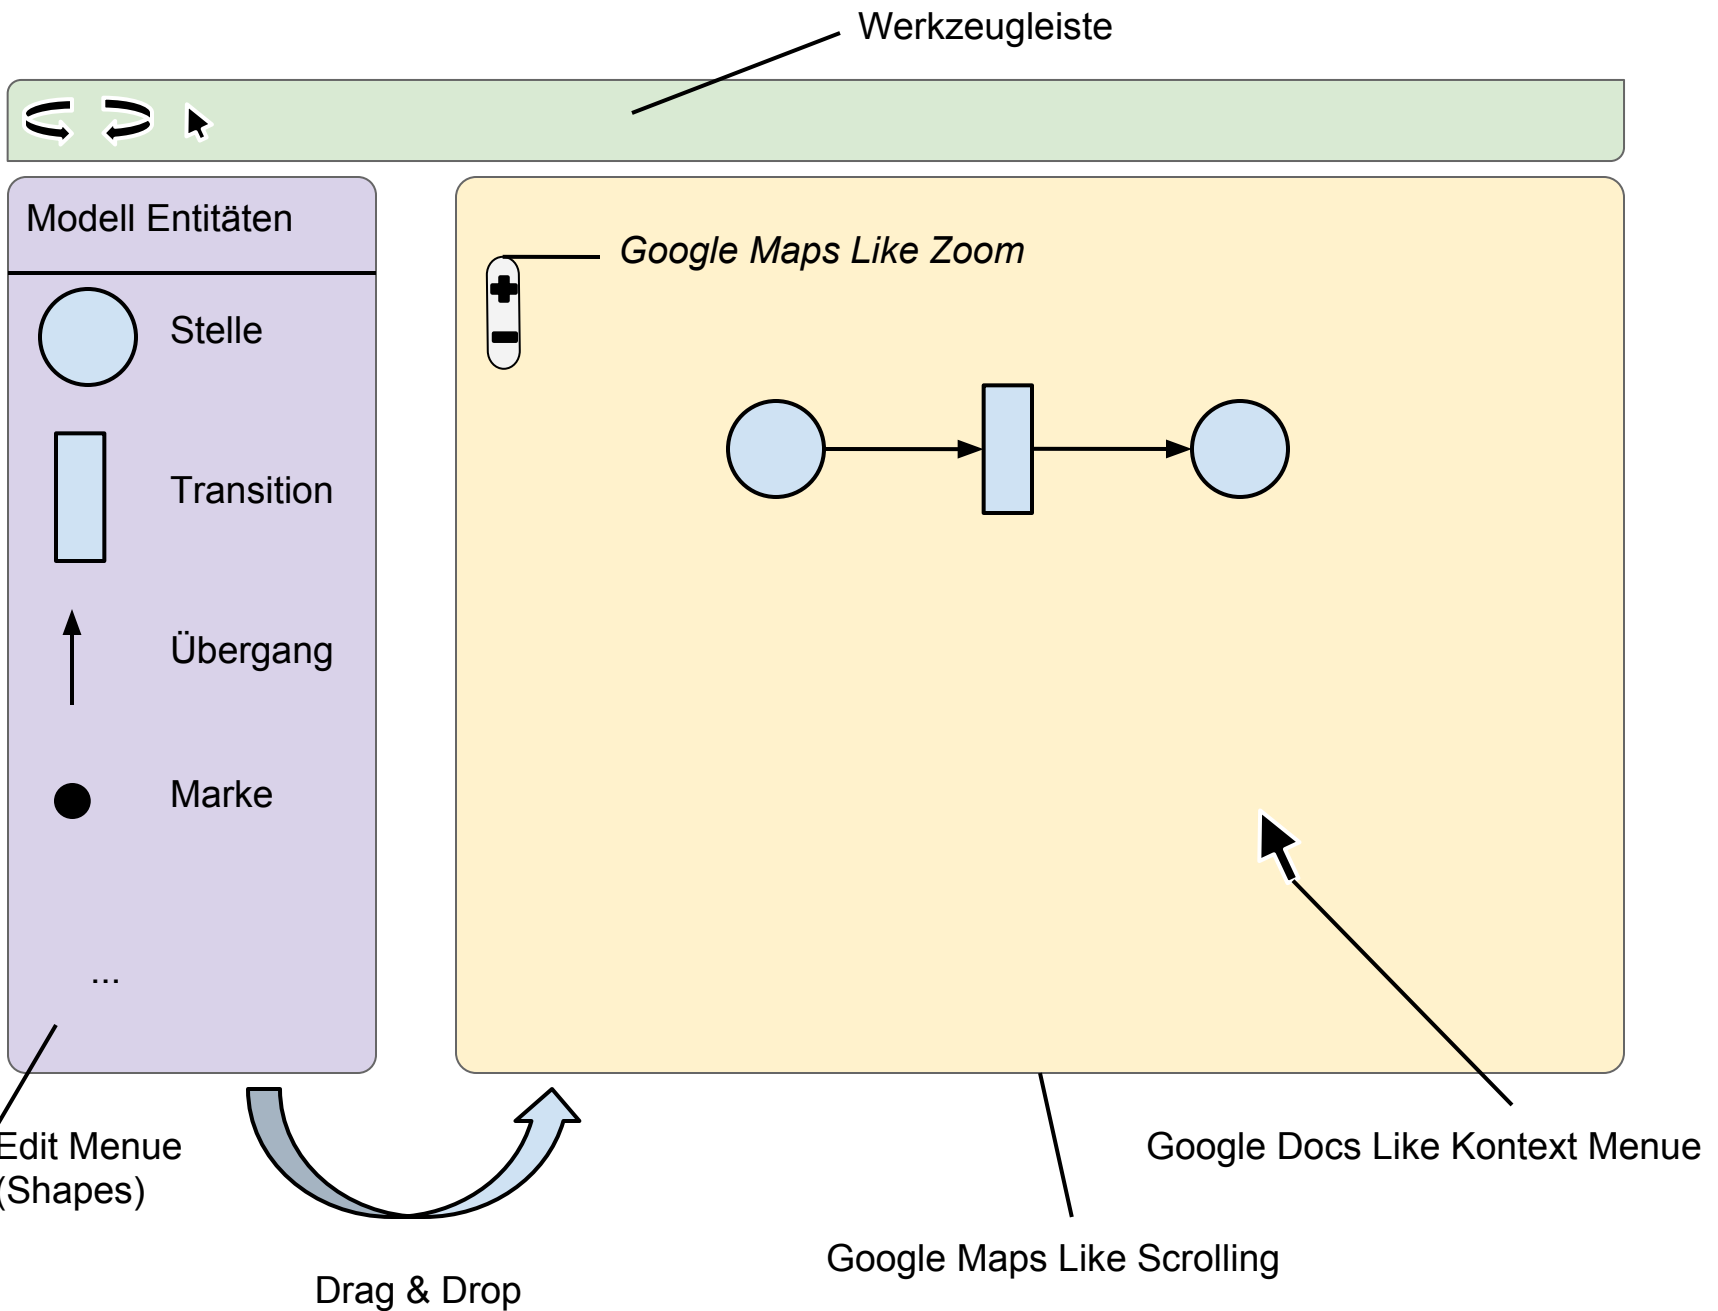 Werkzeugleiste
Modell Entitäten
Google Maps Like Zoom
Stelle
Transition
Übergang
Marke
...
Edit Menue
(Shapes)
Google Docs Like Kontext Menue
Google Maps Like Scrolling
Drag & Drop